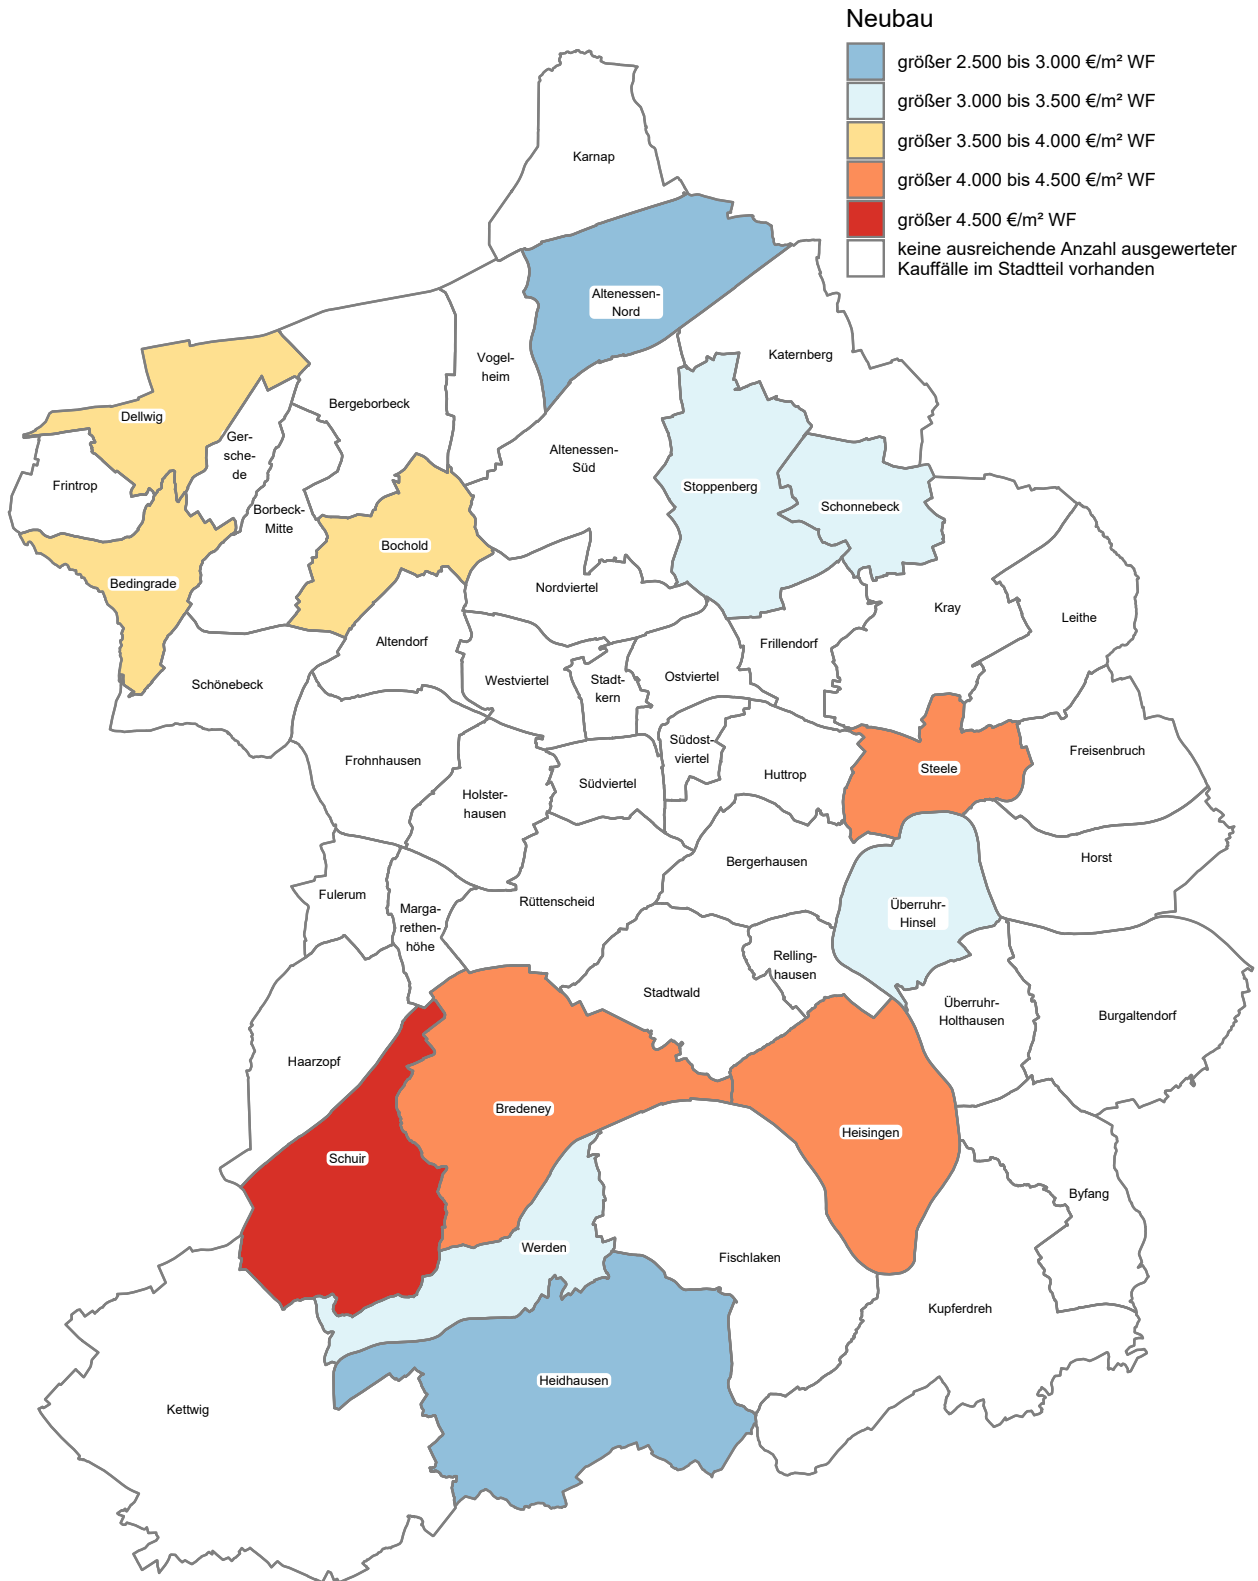 Neubau
größer 2.500 bis 3.000 €/m² WF
größer 3.000 bis 3.500 €/m² WF
größer 3.500 bis 4.000 €/m² WF
größer 4.000 bis 4.500 €/m² WF
größer 4.500 €/m² WF
keine ausreichende Anzahl ausgewerteter
Kauffälle im Stadtteil vorhanden
Karnap
Altenessen-
Nord
Vogel-
heim
Katernberg
Bergeborbeck
Dellwig
Ger-
sche-
de
Altenessen-
Süd
Frintrop
Stoppenberg
Schonnebeck
Borbeck-
Mitte
Bochold
Bedingrade
Nordviertel
Kray
Leithe
Altendorf
Frillendorf
Schönebeck
Westviertel
Stadt-
kern
Ostviertel
Südost-
viertel
Freisenbruch
Frohnhausen
Steele
Huttrop
Südviertel
Holster-
hausen
Bergerhausen
Horst
Fulerum
Rüttenscheid
Marga-
rethen-
höhe
Überruhr-
Hinsel
Relling-
hausen
Stadtwald
Überruhr-
Holthausen
Burgaltendorf
Haarzopf
Bredeney
Heisingen
Schuir
Byfang
Werden
Fischlaken
Kupferdreh
Heidhausen
Kettwig